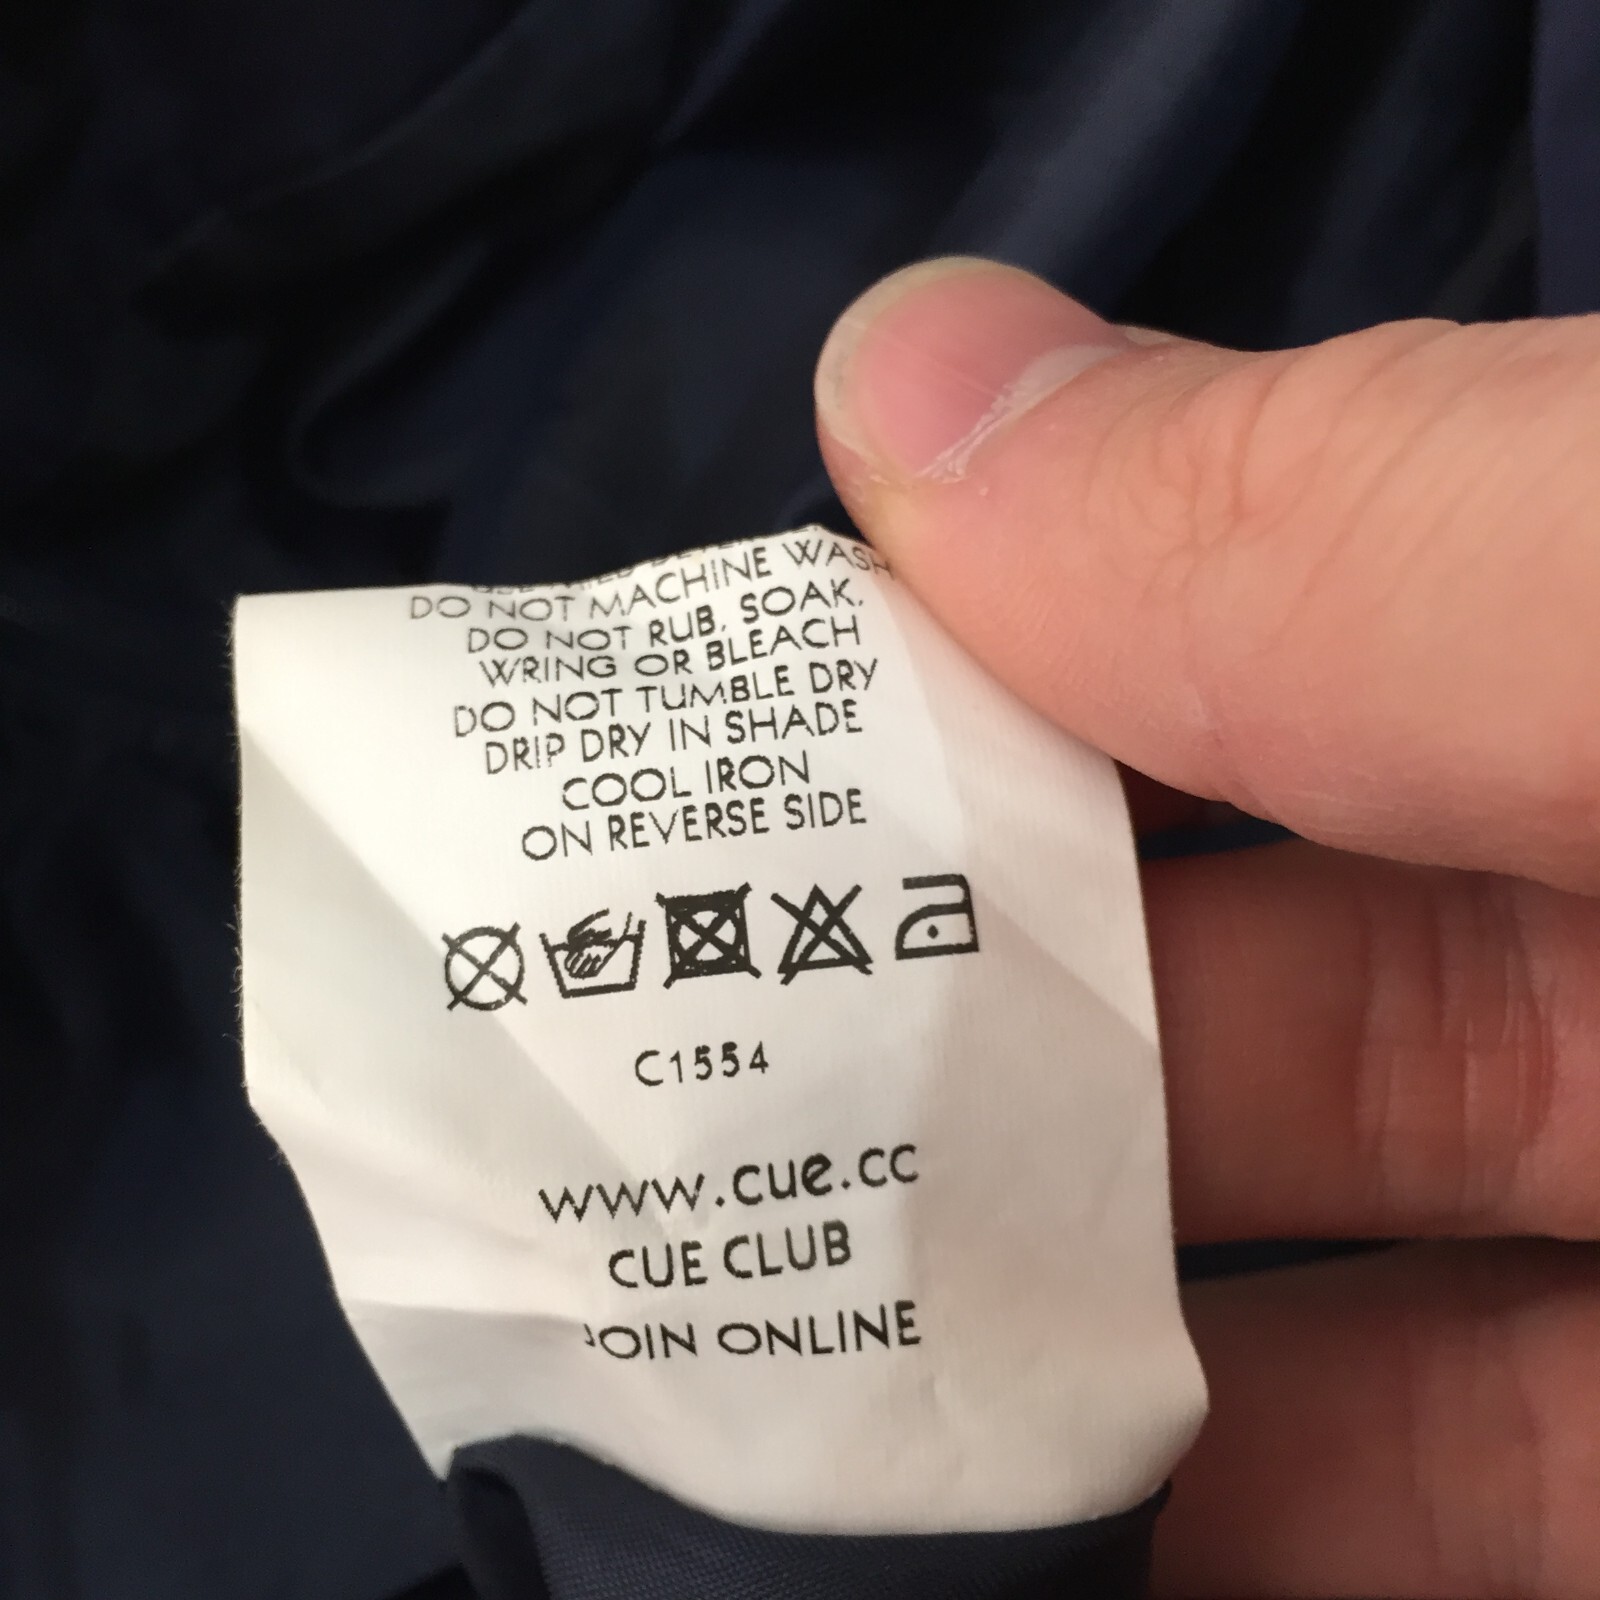 DO NOT MACHINE WASH
DO NOT RUB, SOAK,
WRING OR BLEACH
DO NOT TUMBLE DRY
DRIP DRY IN SHADE
COOL IRON
ON REVERSE SIDE
C1554
www.cue.cc
CUE CLUB
JOIN ONLINE